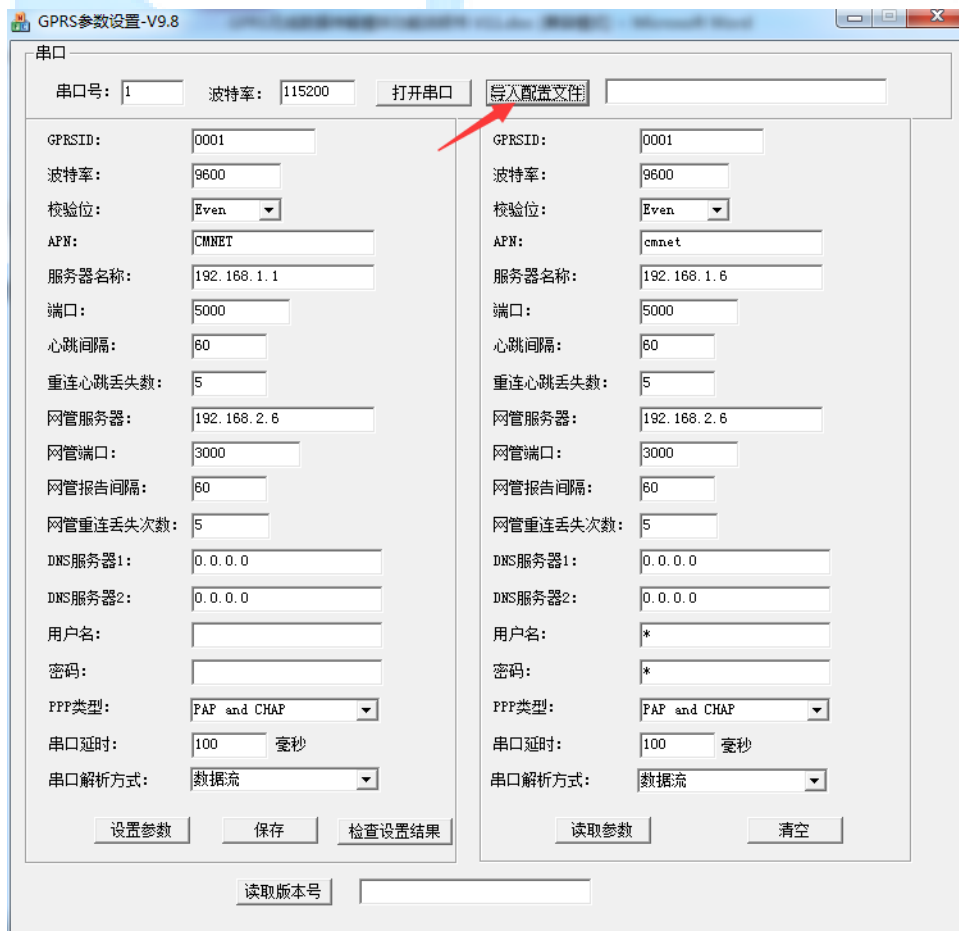 GPRS参数设置-V9.8
串口
串口号: 1 波特率: 115200 打开串口 导入配置文件
GPRSID: 0001
波特率: 9600
校验位: Even
APN: CMNET
服务器名称: 192.168.1.1
端口: 5000
心跳间隔: 60
重连心跳丢失数: 5
网管服务器: 192.168.2.6
网管端口: 3000
网管报告间隔: 60
网管重连丢失次数: 5
DNS服务器1: 0.0.0.0
DNS服务器2: 0.0.0.0
用户名:
密码:
PPP类型: PAP and CHAP
串口延时: 100 毫秒
串口解析方式: 数据流
设置参数 保存 检查设置结果
GPRSID: 0001
波特率: 9600
校验位: Even
APN: cmnet
服务器名称: 192.168.1.6
端口: 5000
心跳间隔: 60
重连心跳丢失数: 5
网管服务器: 192.168.2.6
网管端口: 3000
网管报告间隔: 60
网管重连丢失次数: 5
DNS服务器1: 0.0.0.0
DNS服务器2: 0.0.0.0
用户名: *
密码: *
PPP类型: PAP and CHAP
串口延时: 100 毫秒
串口解析方式: 数据流
读取参数 清空
读取版本号